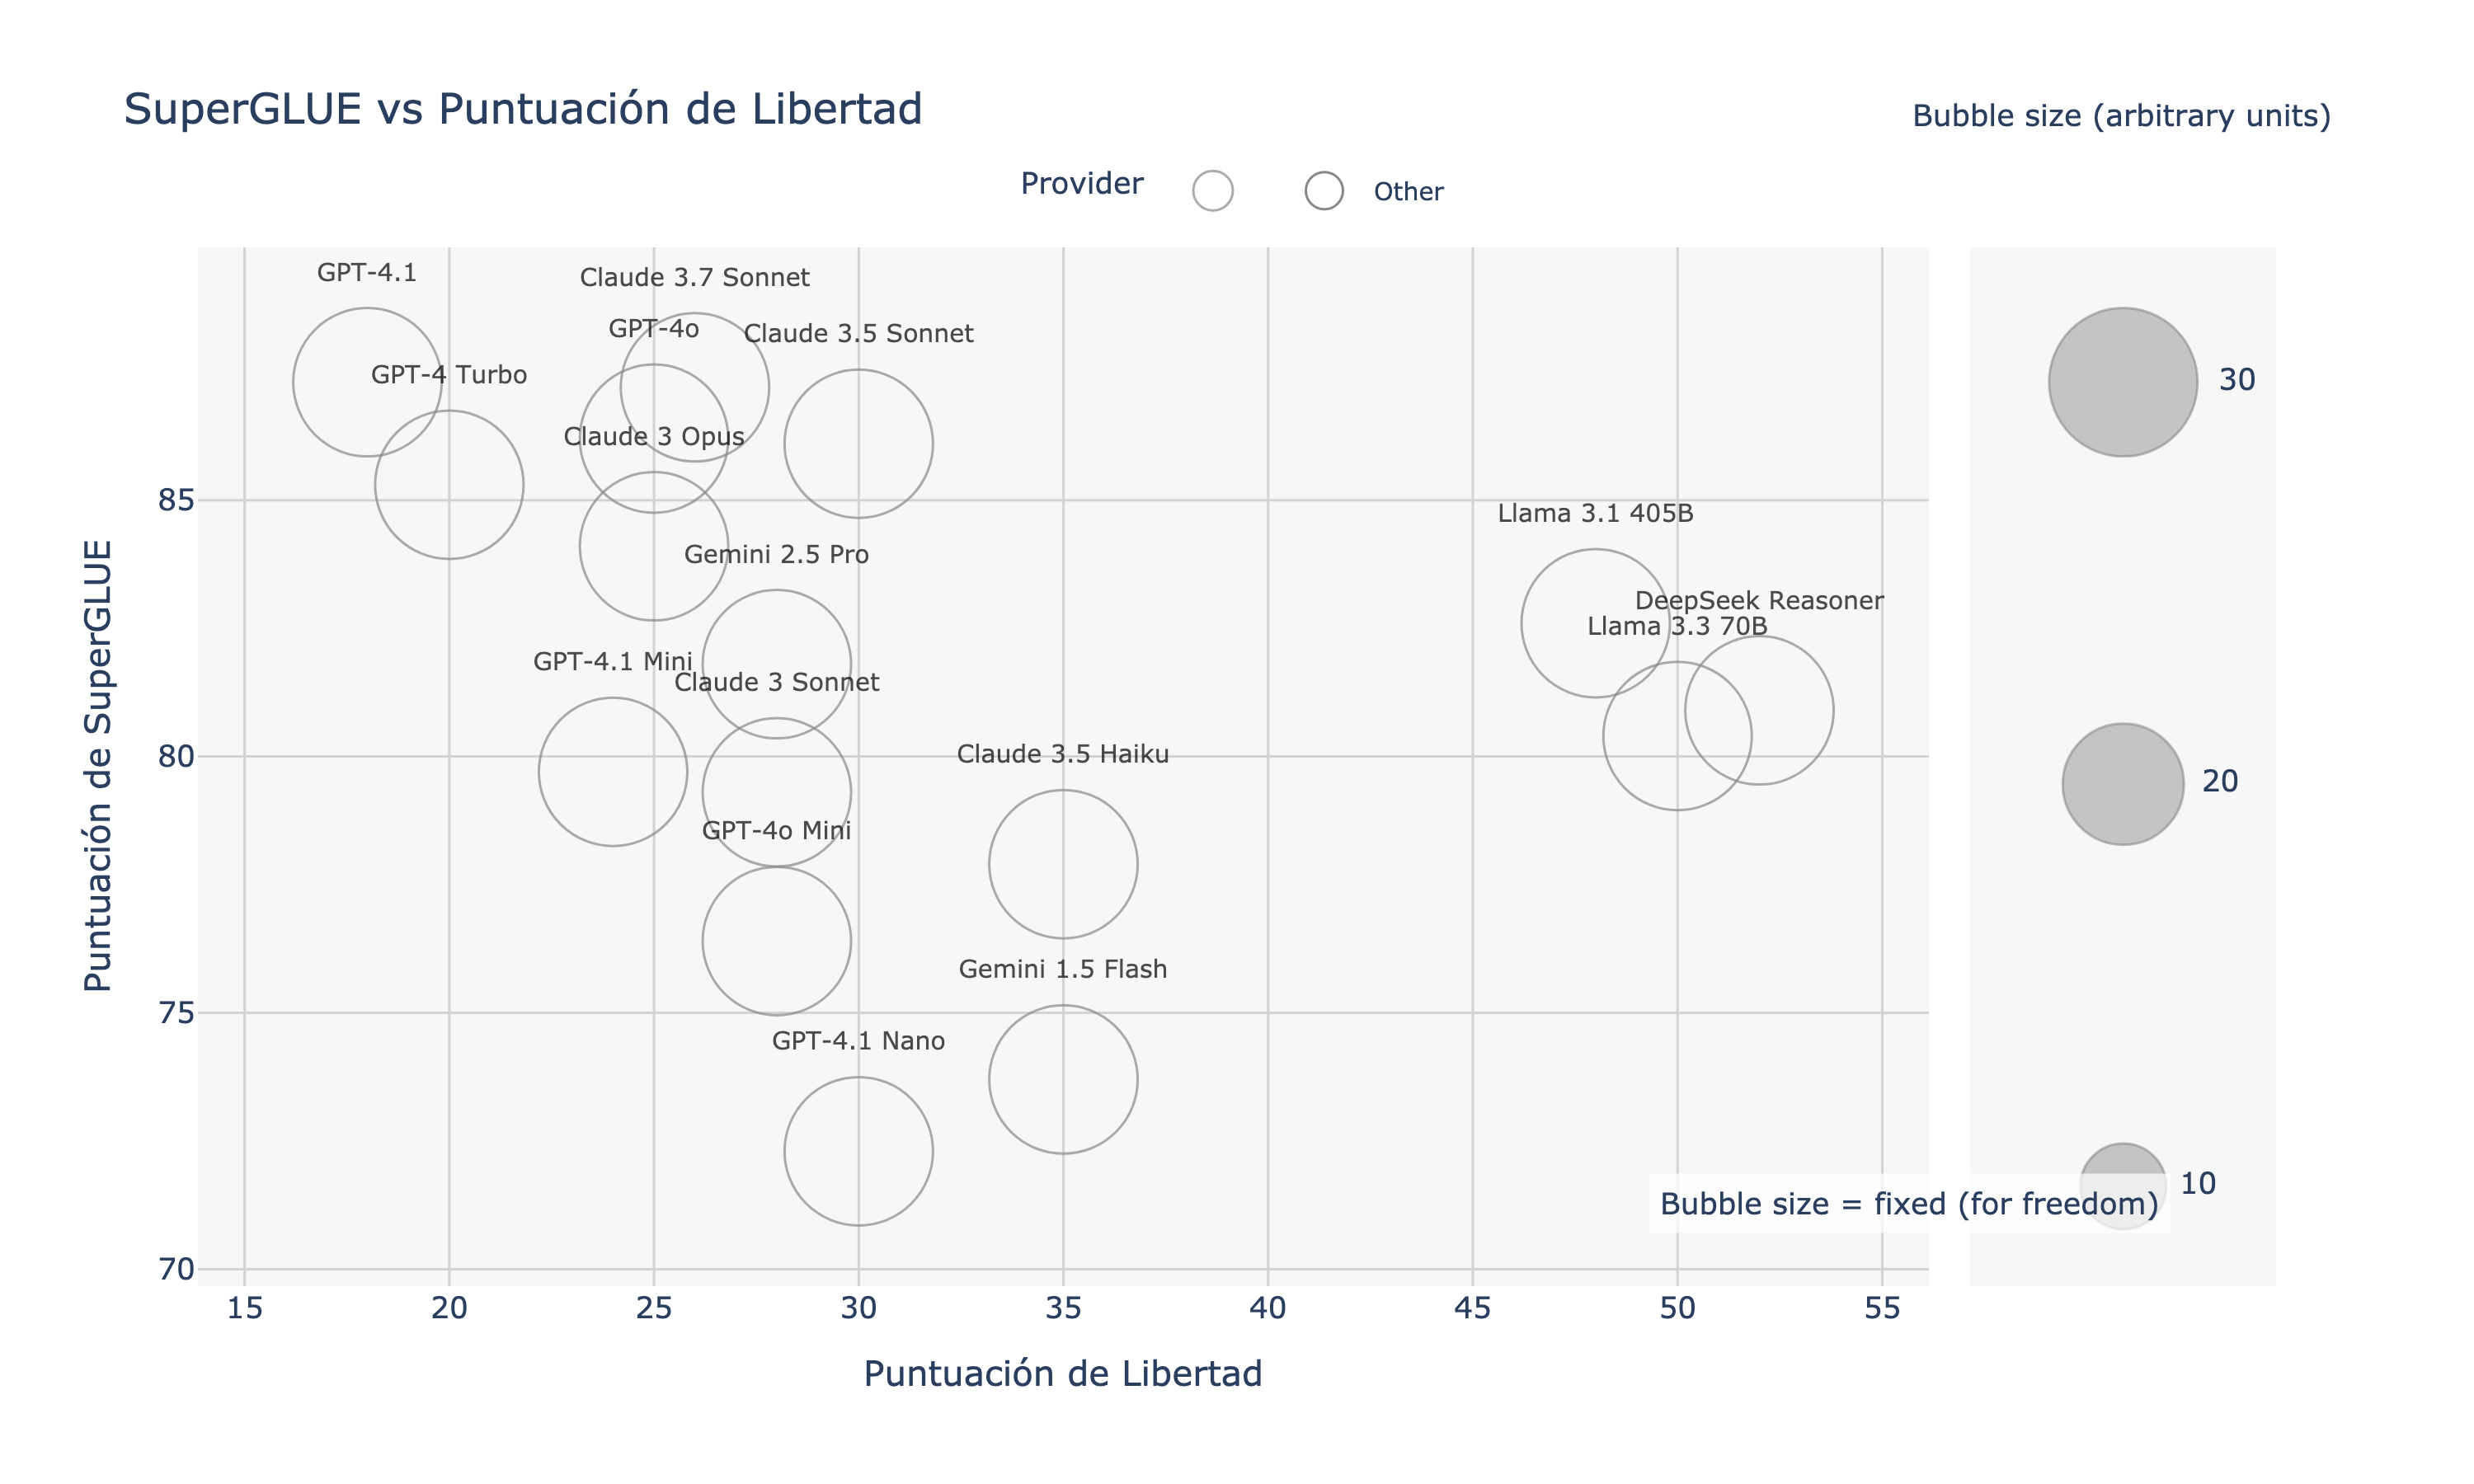 SuperGLUE vs Puntuación de Libertad
Bubble size (arbitrary units)
Provider
Other
GPT-4.1
Claude 3.7 Sonnet
GPT-4o
Claude 3.5 Sonnet
GPT-4 Turbo
Claude 3 Opus
Gemini 2.5 Pro
Llama 3.1 405B
DeepSeek Reasoner
Llama 3.3 70B
GPT-4.1 Mini
Claude 3 Sonnet
Claude 3.5 Haiku
GPT-4o Mini
Gemini 1.5 Flash
GPT-4.1 Nano
30
20
10
Bubble size = fixed (for freedom)
85
80
75
70
Puntuación de SuperGLUE
15 20 25 30 35 40 45 50 55
Puntuación de Libertad